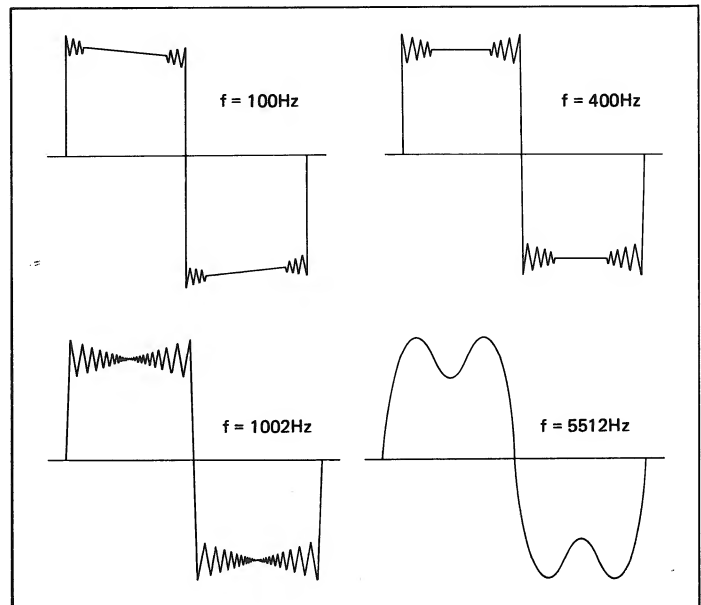 f = 100Hz
f = 400Hz
f = 1002Hz
f = 5512Hz